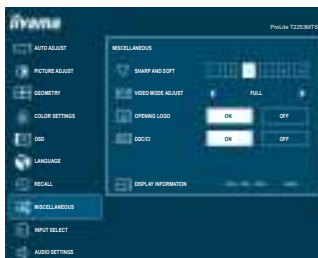 iiyama
ProLite T2253MTS
AUTO ADJUST
PICTURE ADJUST
GEOMETRY
COLOR SETTINGS
OSD
LANGUAGE
RECALL
MISCELLANEOUS
INPUT SELECT
AUDIO SETTINGS
MISCELLANEOUS
SHARP AND SOFT
VIDEO MODE ADJUST FULL
OPENING LOGO ON OFF
DDC/CI ON OFF
DISPLAY INFORMATION